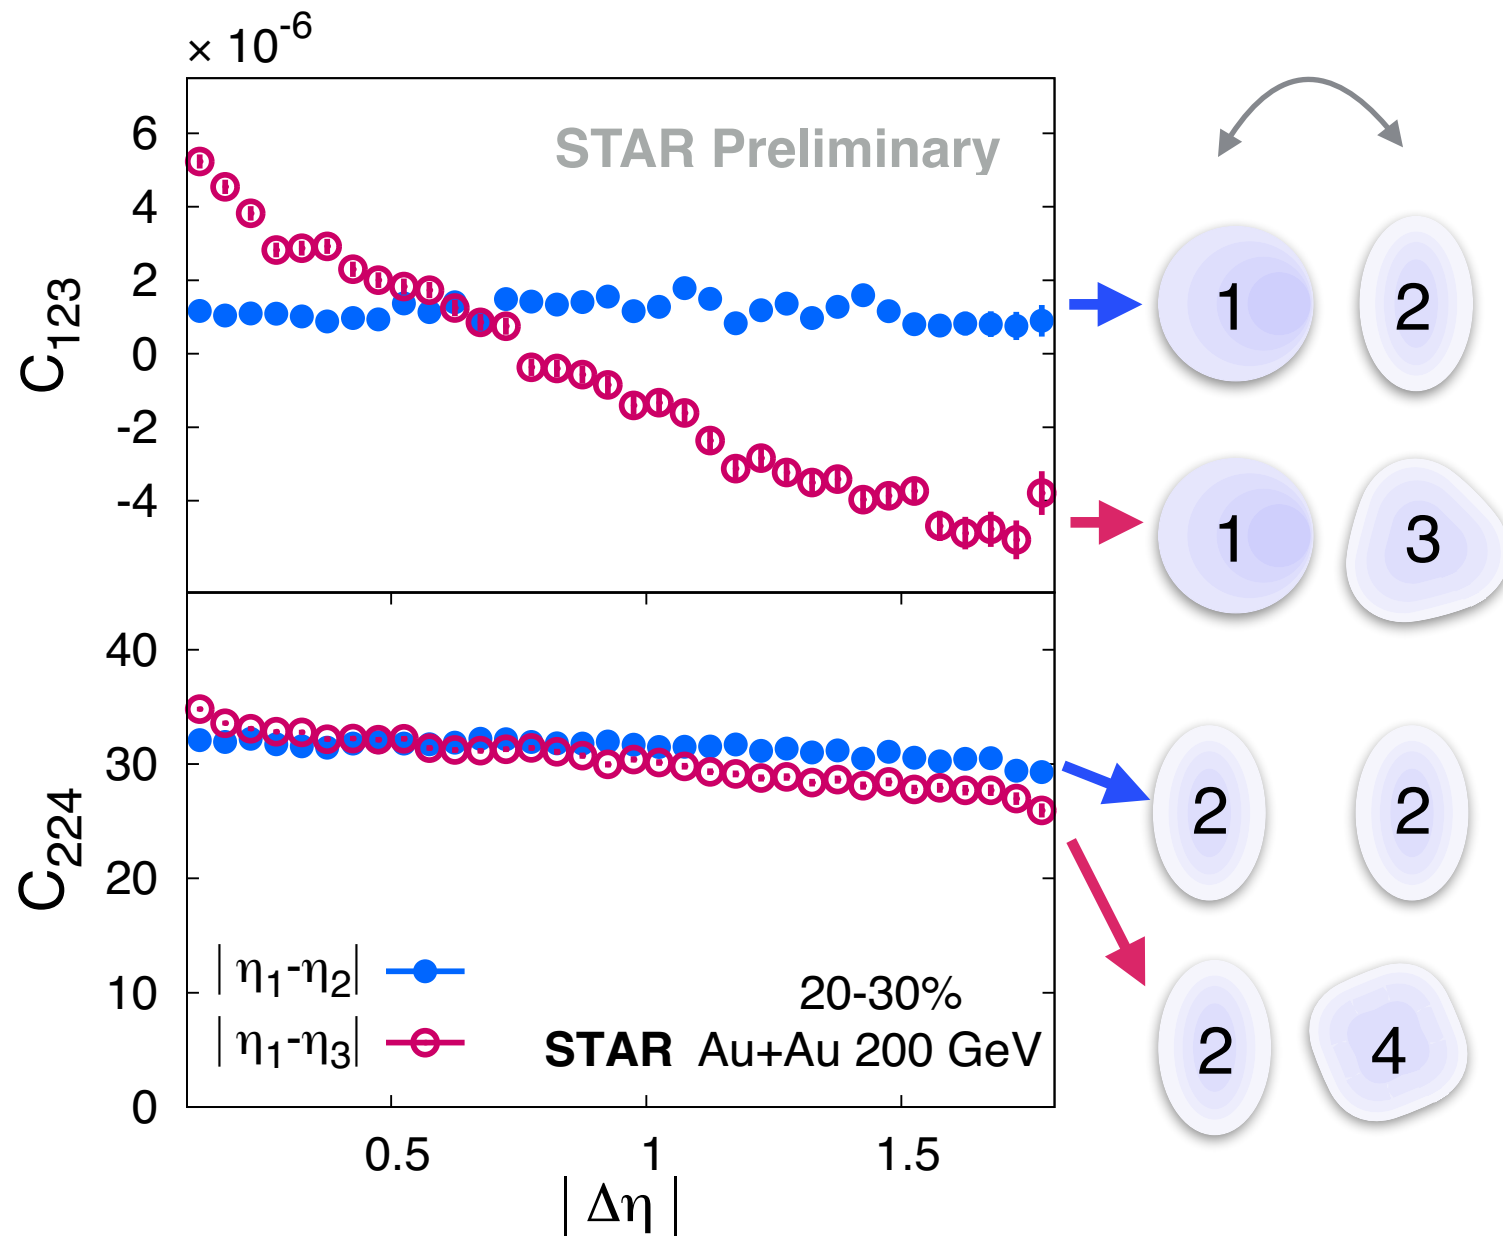 × 10⁻⁶
STAR Preliminary
6
4
2
0
-2
-4
C₁₂₃
1 2
1 3
40
30
20
10
0
C₂₂₄
2 2
2 4
| η₁-η₂|
| η₁-η₃|
20-30%
STAR Au+Au 200 GeV
0.5 1 1.5
| Δη |